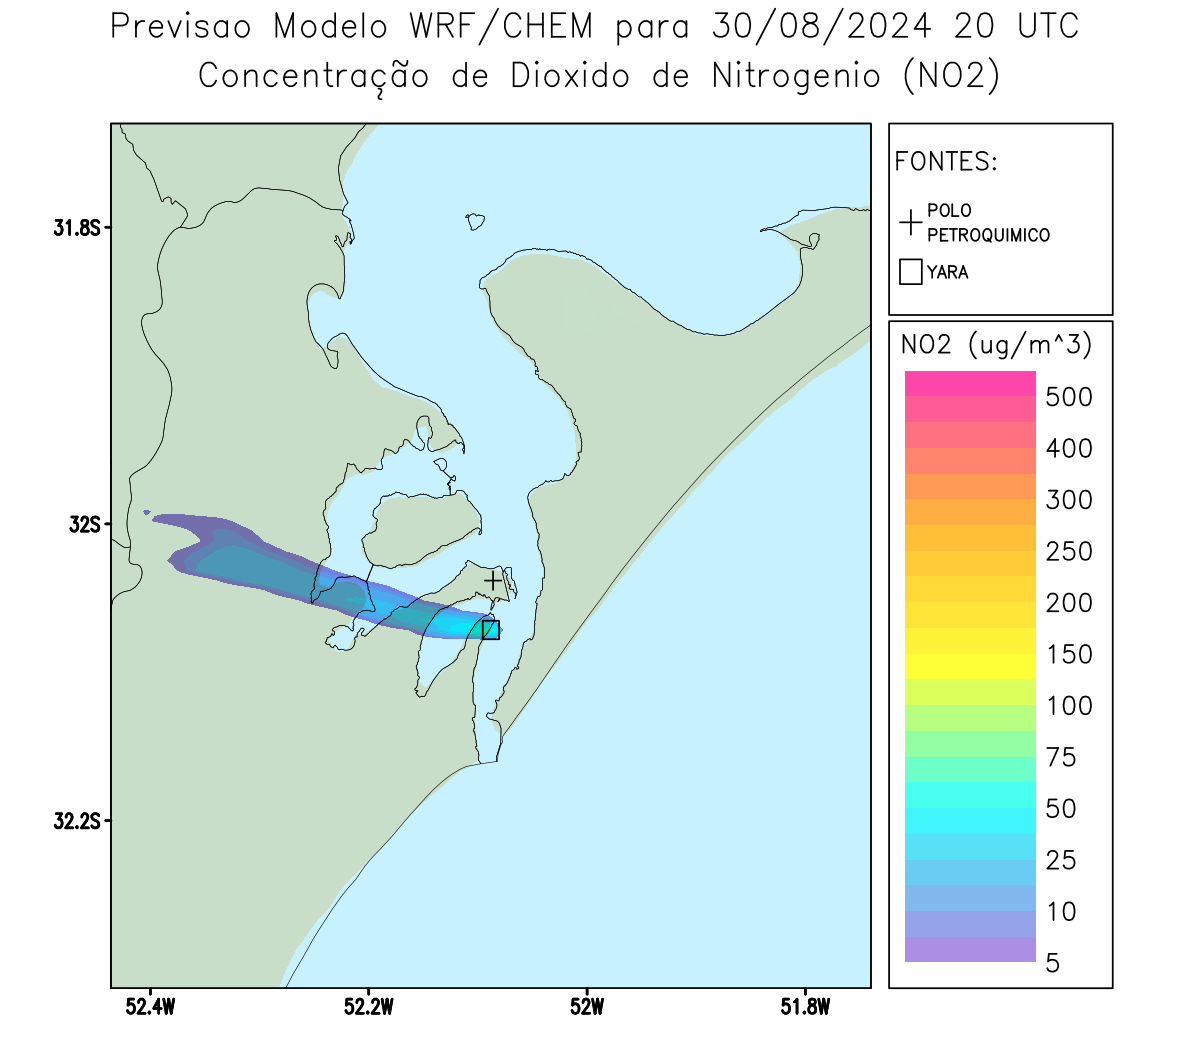 Previsao Modelo WRF/CHEM para 30/08/2024 20 UTC
Concentração de Dioxido de Nitrogenio (NO2)
FONTES:
POLO
PETROQUIMICO
YARA
31.8S
32S
32.2S
52.4W
52.2W
52W
51.8W
NO2 (ug/m^3)
500
400
300
250
200
150
100
75
50
25
10
5